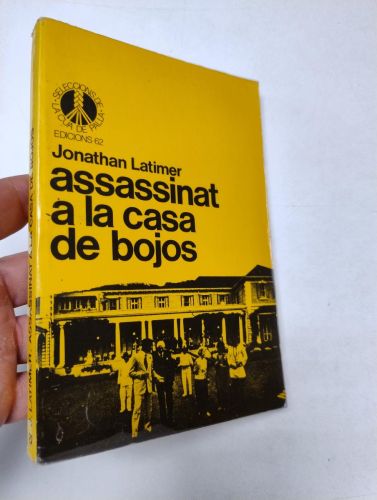 SELECCIONS DE
LA CUA DE PALLA
EDICIONS 62
Jonathan Latimer
assassinat
a la casa
de bojos